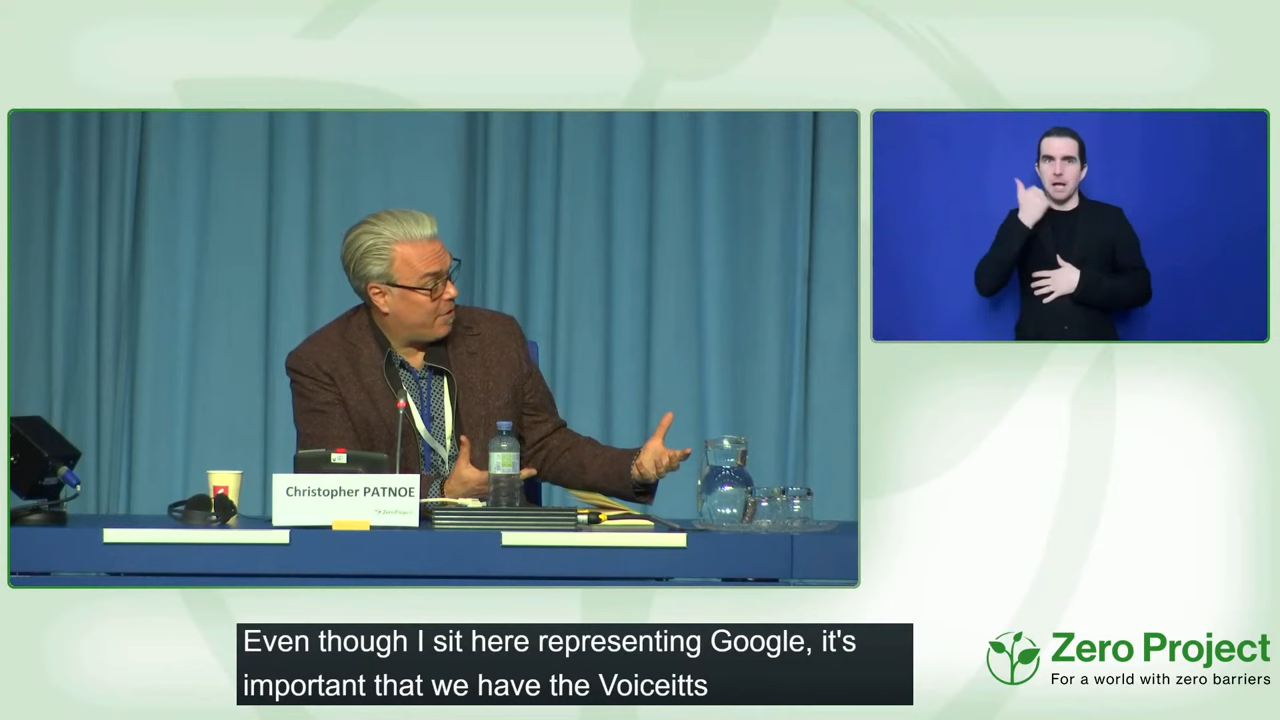 Christopher PATNOE
ZeroProject
Even though I sit here representing Google, it's
important that we have the Voiceitts
Zero Project
For a world with zero barriers